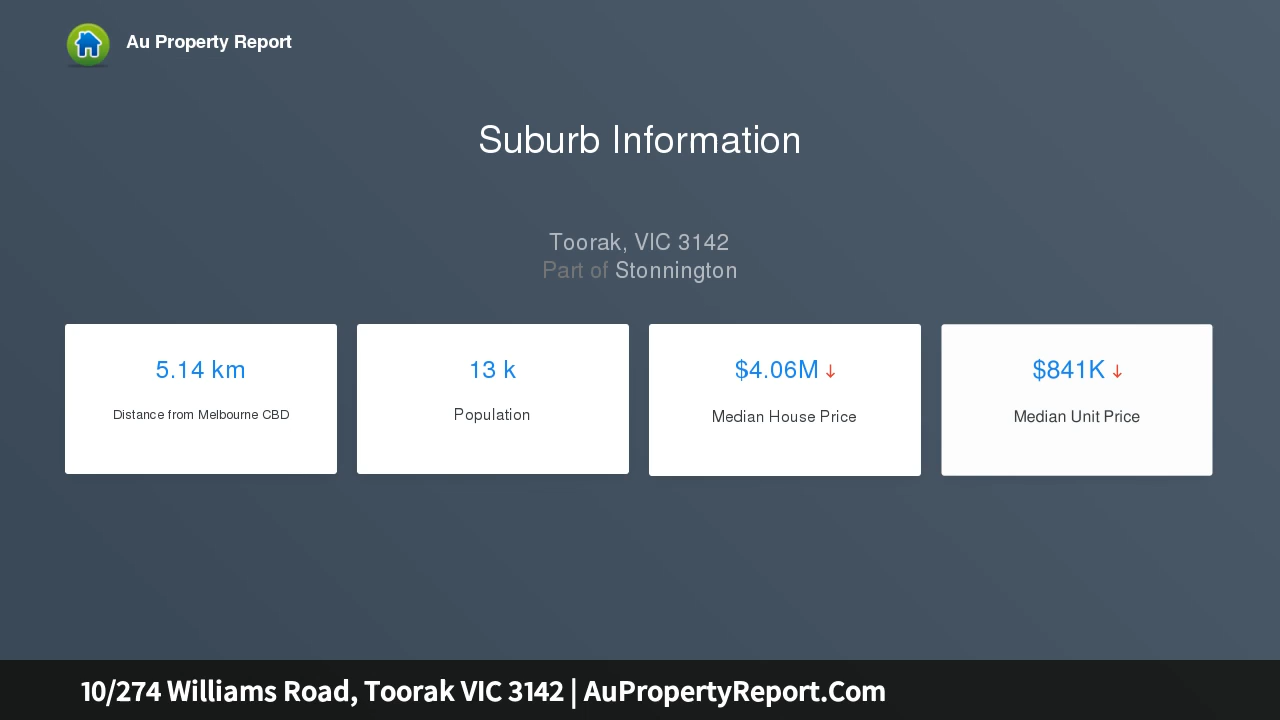 Au Property Report
Suburb Information
Toorak, VIC 3142
Part of Stonnington
5.14 km
Distance from Melbourne CBD
13 k
Population
$4.06M ↓
Median House Price
$841K ↓
Median Unit Price
10/274 Williams Road, Toorak VIC 3142 | AuPropertyReport.Com